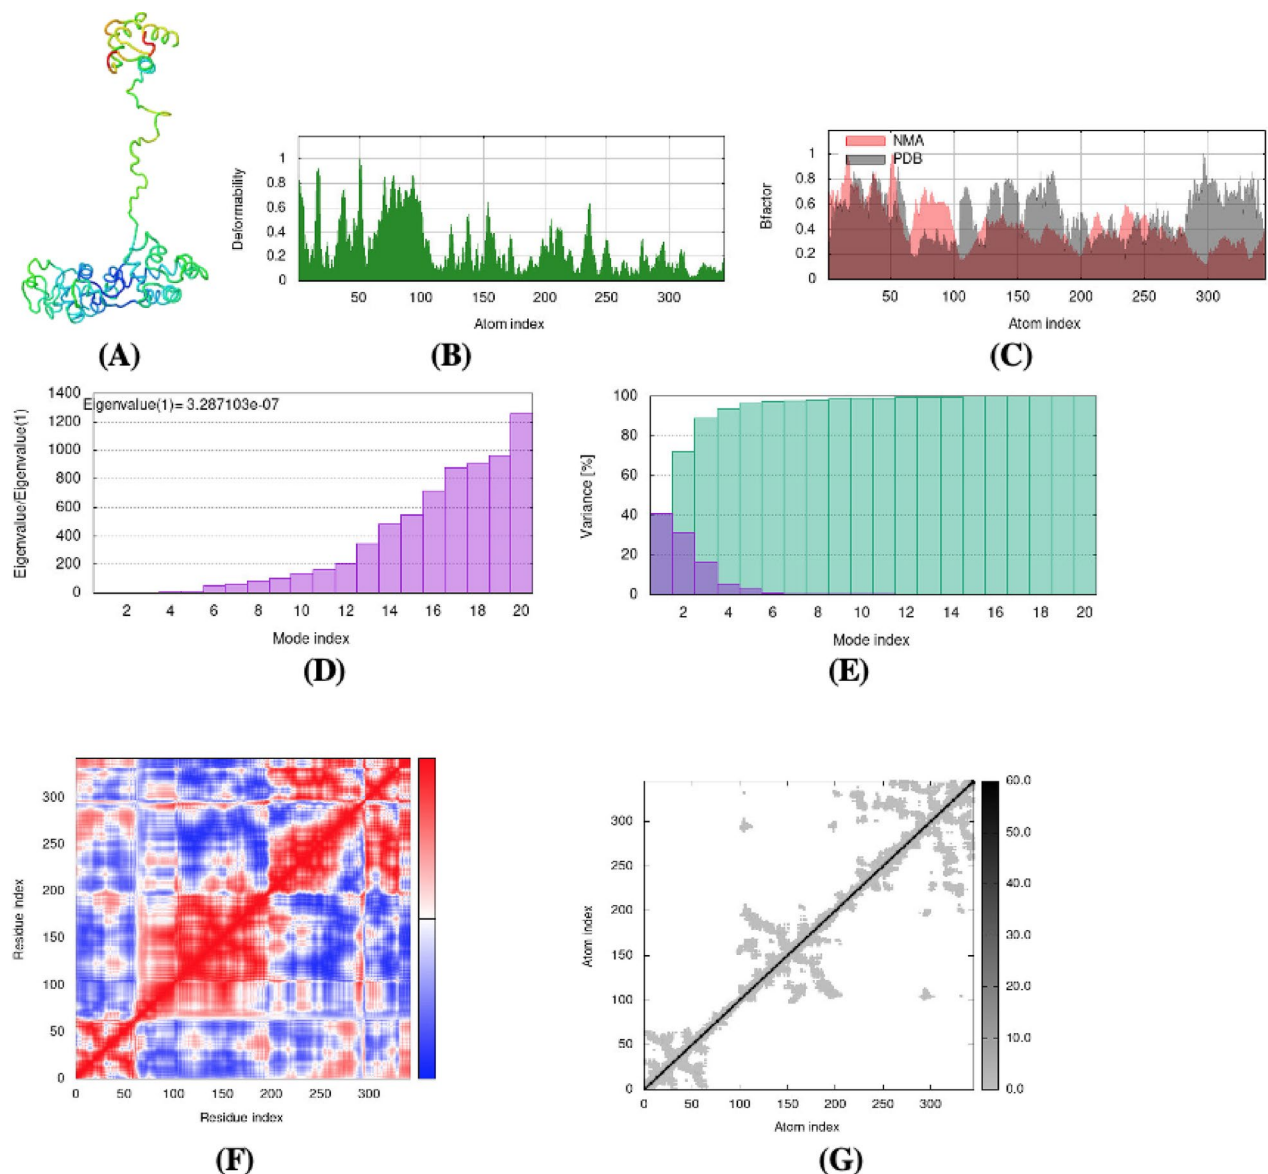 (A)
Deformability
1
0.8
0.6
0.4
0.2
0
50 100 150 200 250 300
Atom index
(B)
NMA
PDB
Bfactor
1
0.8
0.6
0.4
0.2
0
50 100 150 200 250 300
Atom index
(C)
Eigenvalue(1)= 3.287103e-07
Eigenvalue/Eigenvalue(1)
1400
1200
1000
800
600
400
200
0
2 4 6 8 10 12 14 16 18 20
Mode index
(D)
Variance [%]
100
80
60
40
20
0
2 4 6 8 10 12 14 16 18 20
Mode index
(E)
Residue index
300
250
200
150
100
50
0
0 50 100 150 200 250 300
Residue index
(F)
Atom index
300
250
200
150
100
50
0
0 50 100 150 200 250 300
Atom index
60.0
50.0
40.0
30.0
20.0
10.0
0.0
(G)